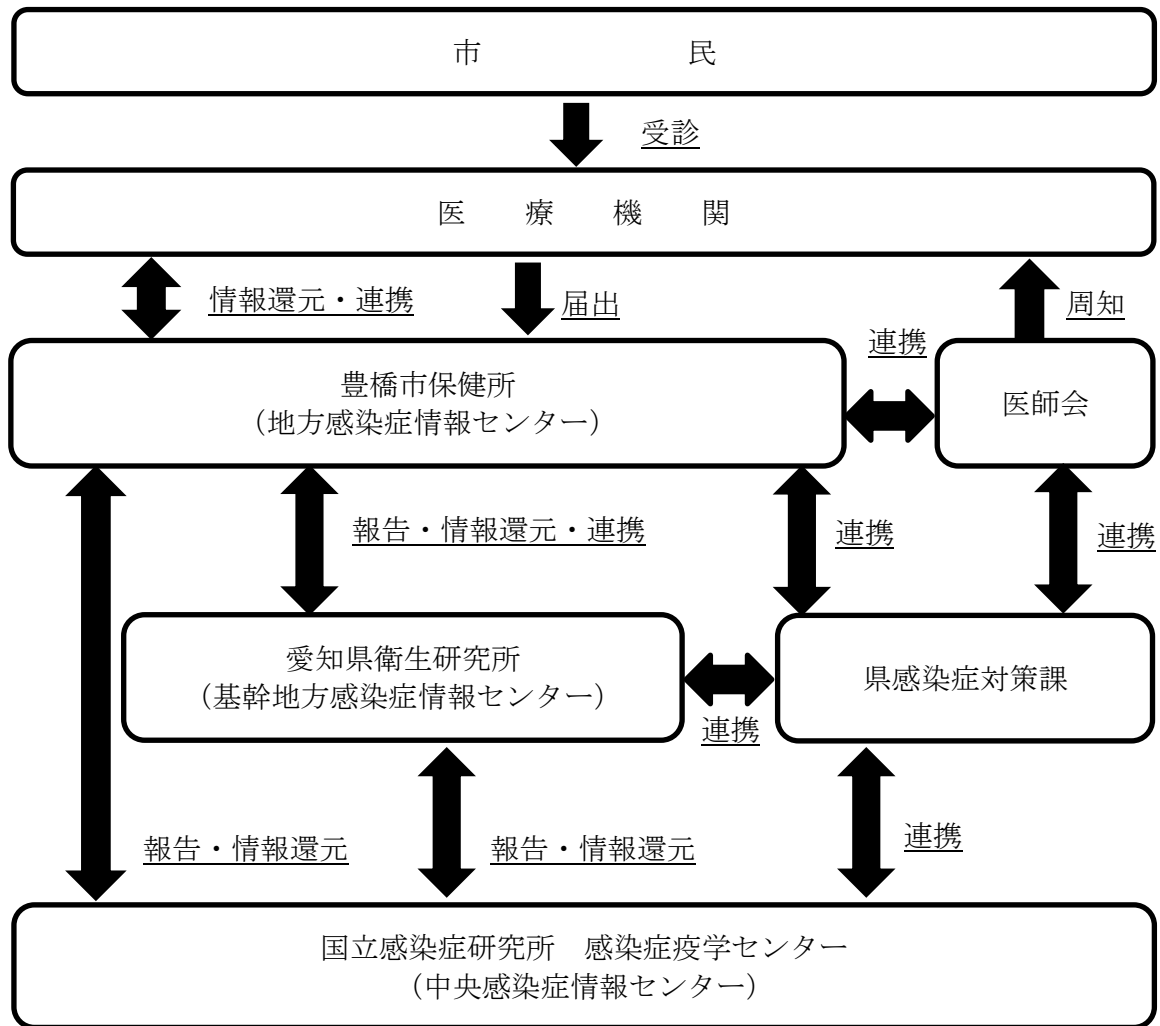 市　　　　　　民
受診
医　療　機　関
情報還元・連携
届出
周知
連携
豊橋市保健所
（地方感染症情報センター）
医師会
報告・情報還元・連携
連携
連携
愛知県衛生研究所
（基幹地方感染症情報センター）
県感染症対策課
連携
報告・情報還元
報告・情報還元
連携
国立感染症研究所　感染症疫学センター
（中央感染症情報センター）